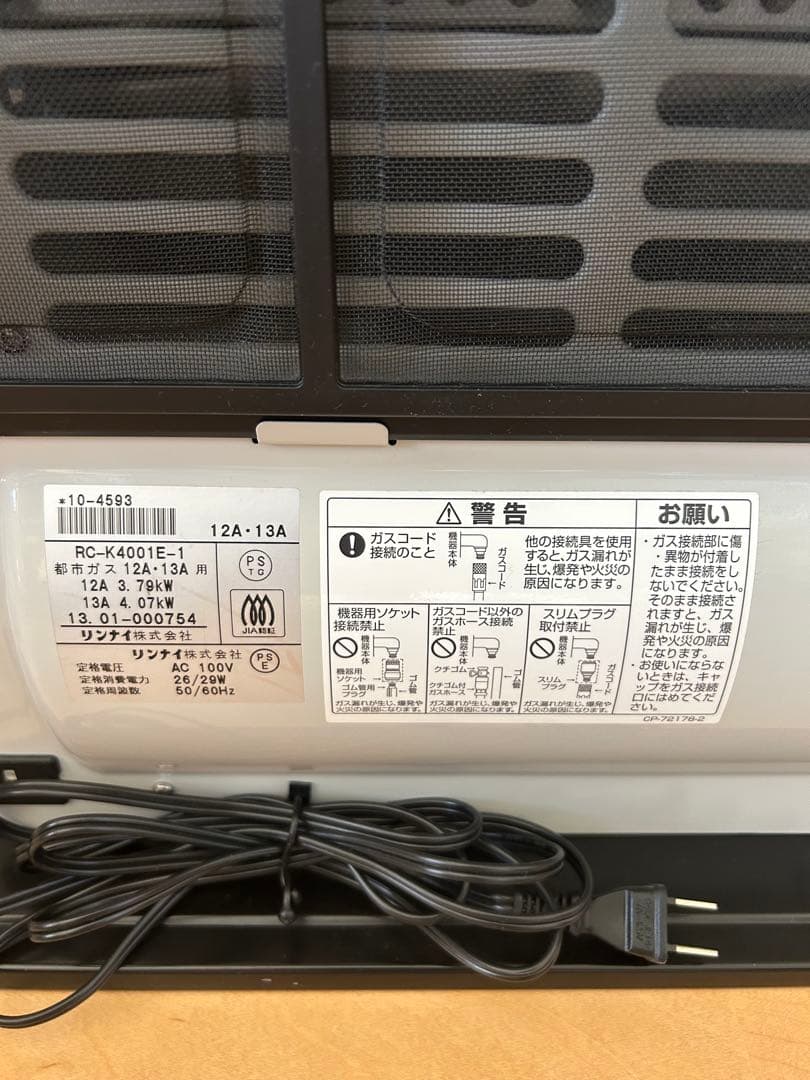 *10-4593
12A・13A
RC-K4001E-1
都市ガス 12A・13A 用
12A 3.79kW
13A 4.07kW
13.01-000754
リンナイ株式会社
PS
TG
JIA認証
リンナイ株式会社
PS
E
定格電圧 AC 100V
定格消費電力 26/29W
定格周波数 50/60Hz
警告
ガスコード
接続のこと
機器本体
ガスコード
他の接続具を使用
すると、ガス漏れが
生じ、爆発や火災の
原因になります。
機器用ソケット
接続禁止
機器本体
機器用
ソケット
ゴム管用
プラグ
ゴム管
ガス漏れが生じ、爆発や
火災の原因になります。
ガスコード以外の
ガスホース接続
禁止
機器本体
クチゴム
クチゴム付
ガスホース
ゴム管
ガス漏れが生じ、爆発や
火災の原因になります。
スリムプラグ
取付禁止
機器本体
スリム
プラグ
ガスコード
ガス漏れが生じ、爆発や
火災の原因になります。
お願い
・ガス接続部に傷
・異物が付着し
たまま接続をし
ないでください。
そのまま接続さ
れますと、ガス
漏れが生じ、爆
発や火災の原因
になります。
・お使いにならな
いときは、キャ
ップをガス接続
口にはめてくだ
さい。
CP-72178-2